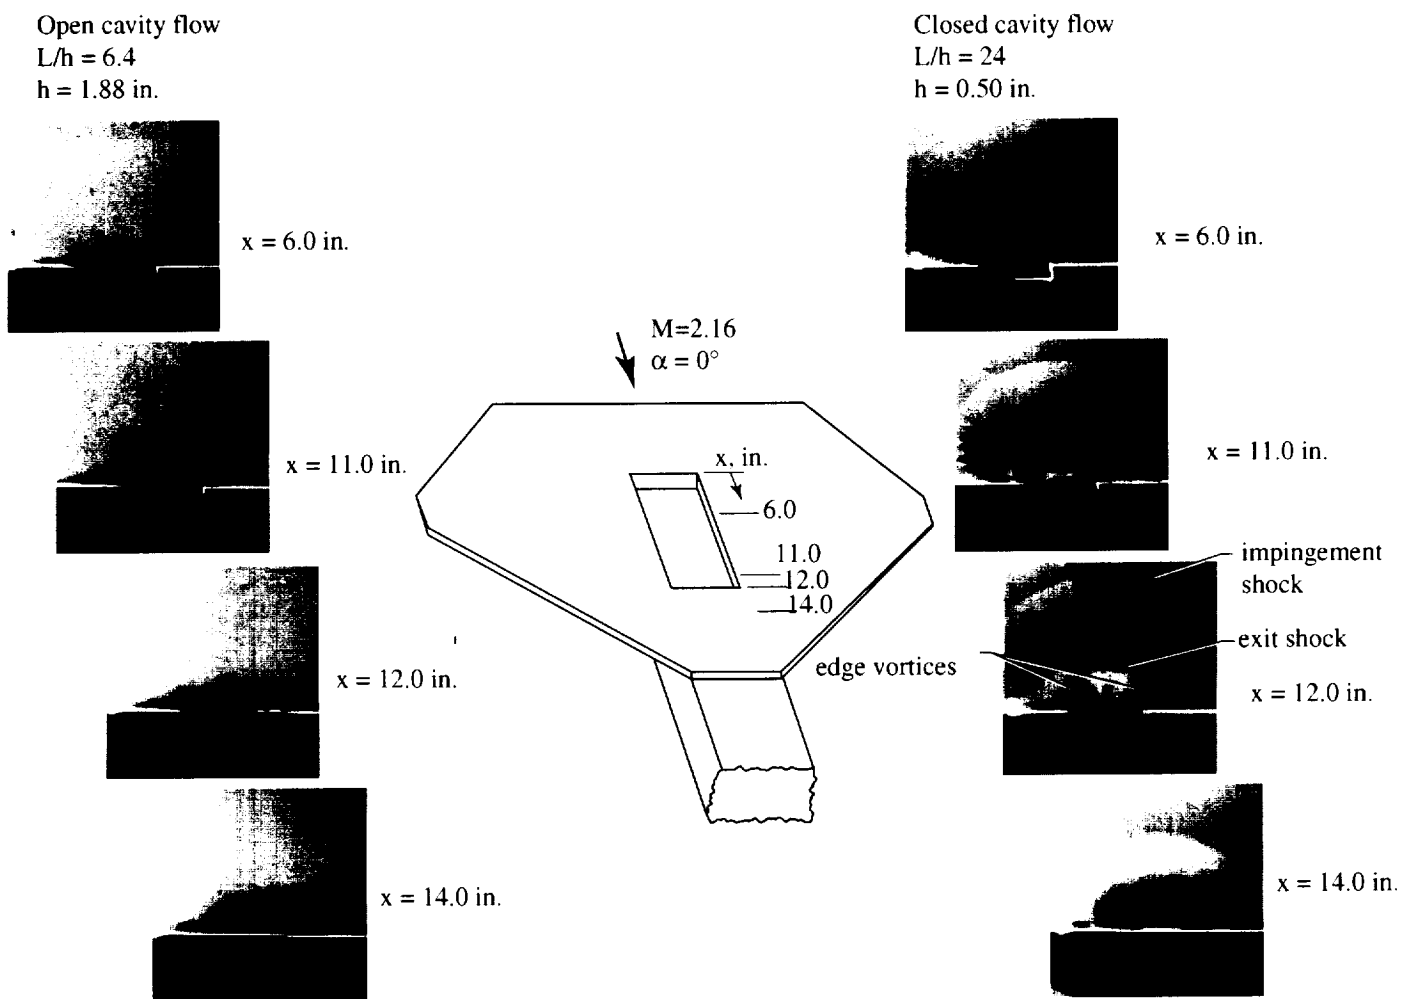 Open cavity flow
L/h = 6.4
h = 1.88 in.
x = 6.0 in.
x = 11.0 in.
x = 12.0 in.
x = 14.0 in.
M=2.16
α = 0°
x, in.
6.0
11.0
12.0
14.0
edge vortices
Closed cavity flow
L/h = 24
h = 0.50 in.
x = 6.0 in.
x = 11.0 in.
impingement
shock
exit shock
x = 12.0 in.
x = 14.0 in.